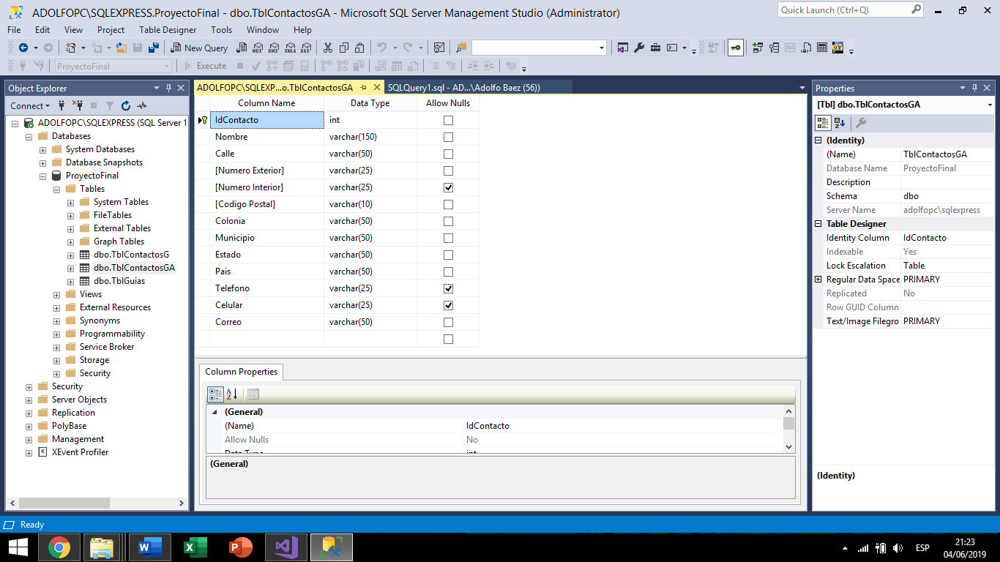 ADOLFOPC\SQLEXPRESS.ProyectoFinal - dbo.TblContactosGA - Microsoft SQL Server Management Studio (Administrator)
Quick Launch (Ctrl+Q)
File Edit View Project Table Designer Tools Window Help
New Query MDX DMX XMLA DAX
ProyectoFinal Execute
Object Explorer
Connect
ADOLFOPC\SQLEXPRESS (SQL Server 1
Databases
System Databases
Database Snapshots
ProyectoFinal
Tables
System Tables
FileTables
External Tables
Graph Tables
dbo.TblContactosG
dbo.TblContactosGA
dbo.TblGuias
Views
External Resources
Synonyms
Programmability
Service Broker
Storage
Security
Security
Server Objects
Replication
PolyBase
Management
XEvent Profiler
ADOLFOPC\SQLEXP...o.TblContactosGA SQLQuery1.sql - AD...\Adolfo Baez (56))
Column Name Data Type Allow Nulls
IdContacto int
Nombre varchar(150)
Calle varchar(50)
[Numero Exterior] varchar(25)
[Numero Interior] varchar(25)
[Codigo Postal] varchar(10)
Colonia varchar(50)
Municipio varchar(50)
Estado varchar(50)
Pais varchar(50)
Telefono varchar(25)
Celular varchar(25)
Correo varchar(50)
Column Properties
(General)
(Name) IdContacto
Allow Nulls No
Data Type int
(General)
Properties
[Tbl] dbo.TblContactosGA
(Identity)
(Name) TblContactosGA
Database Name ProyectoFinal
Description
Schema dbo
Server Name adolfopc\sqlexpress
Table Designer
Identity Column IdContacto
Indexable Yes
Lock Escalation Table
Regular Data Space PRIMARY
Replicated No
Row GUID Column
Text/Image Filegro PRIMARY
(Identity)
Ready
ESP
21:23
04/06/2019